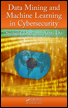 Data Mining and
Machine Learning in
Cybersecurity